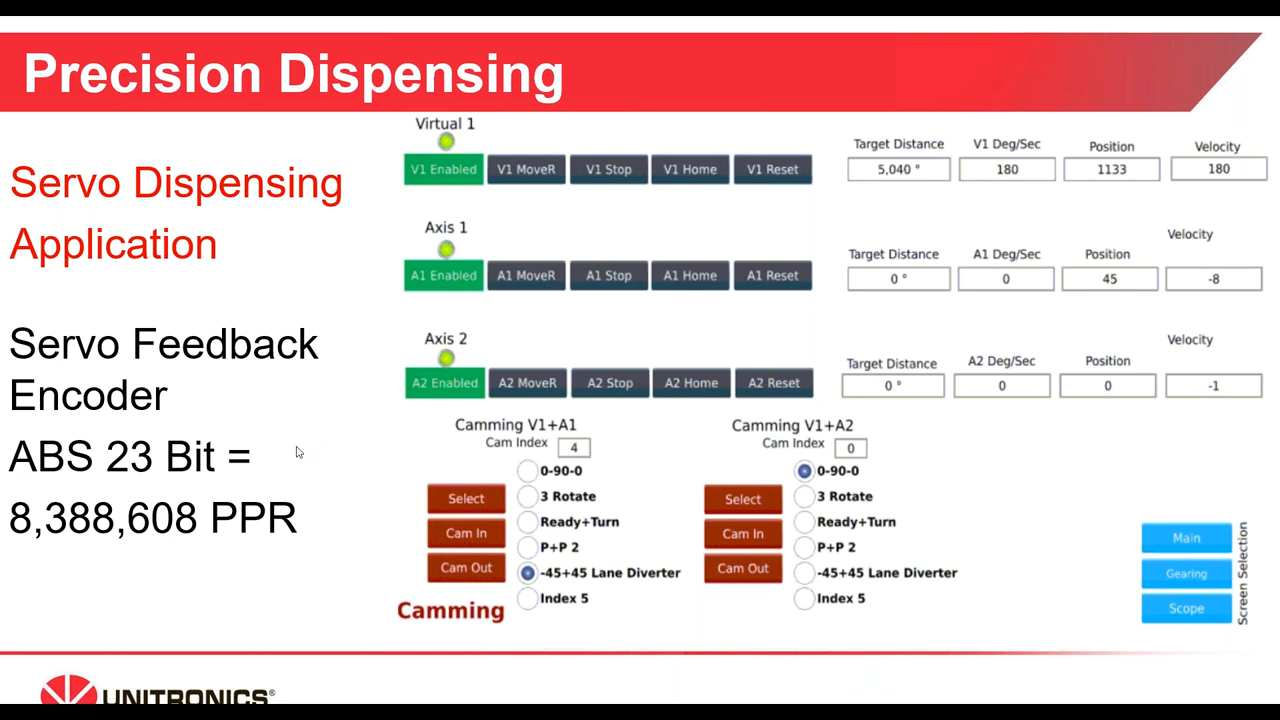 Precision Dispensing
Servo Dispensing
Application
Servo Feedback
Encoder
ABS 23 Bit =
8,388,608 PPR
Virtual 1
V1 Enabled V1 MoveR V1 Stop V1 Home V1 Reset
Target Distance V1 Deg/Sec Position Velocity
5,040 ° 180 1133 180
Axis 1
A1 Enabled A1 MoveR A1 Stop A1 Home A1 Reset
Velocity
Target Distance A1 Deg/Sec Position
0 ° 0 45 -8
Axis 2
A2 Enabled A2 MoveR A2 Stop A2 Home A2 Reset
Velocity
Target Distance A2 Deg/Sec Position
0 ° 0 0 -1
Camming V1+A1
Cam Index 4
0-90-0
3 Rotate
Ready+Turn
P+P 2
-45+45 Lane Diverter
Index 5
Select
Cam In
Cam Out
Camming
Camming V1+A2
Cam Index 0
0-90-0
3 Rotate
Ready+Turn
P+P 2
-45+45 Lane Diverter
Index 5
Select
Cam In
Cam Out
Main
Gearing
Scope
Screen Selection
UNITRONICS®